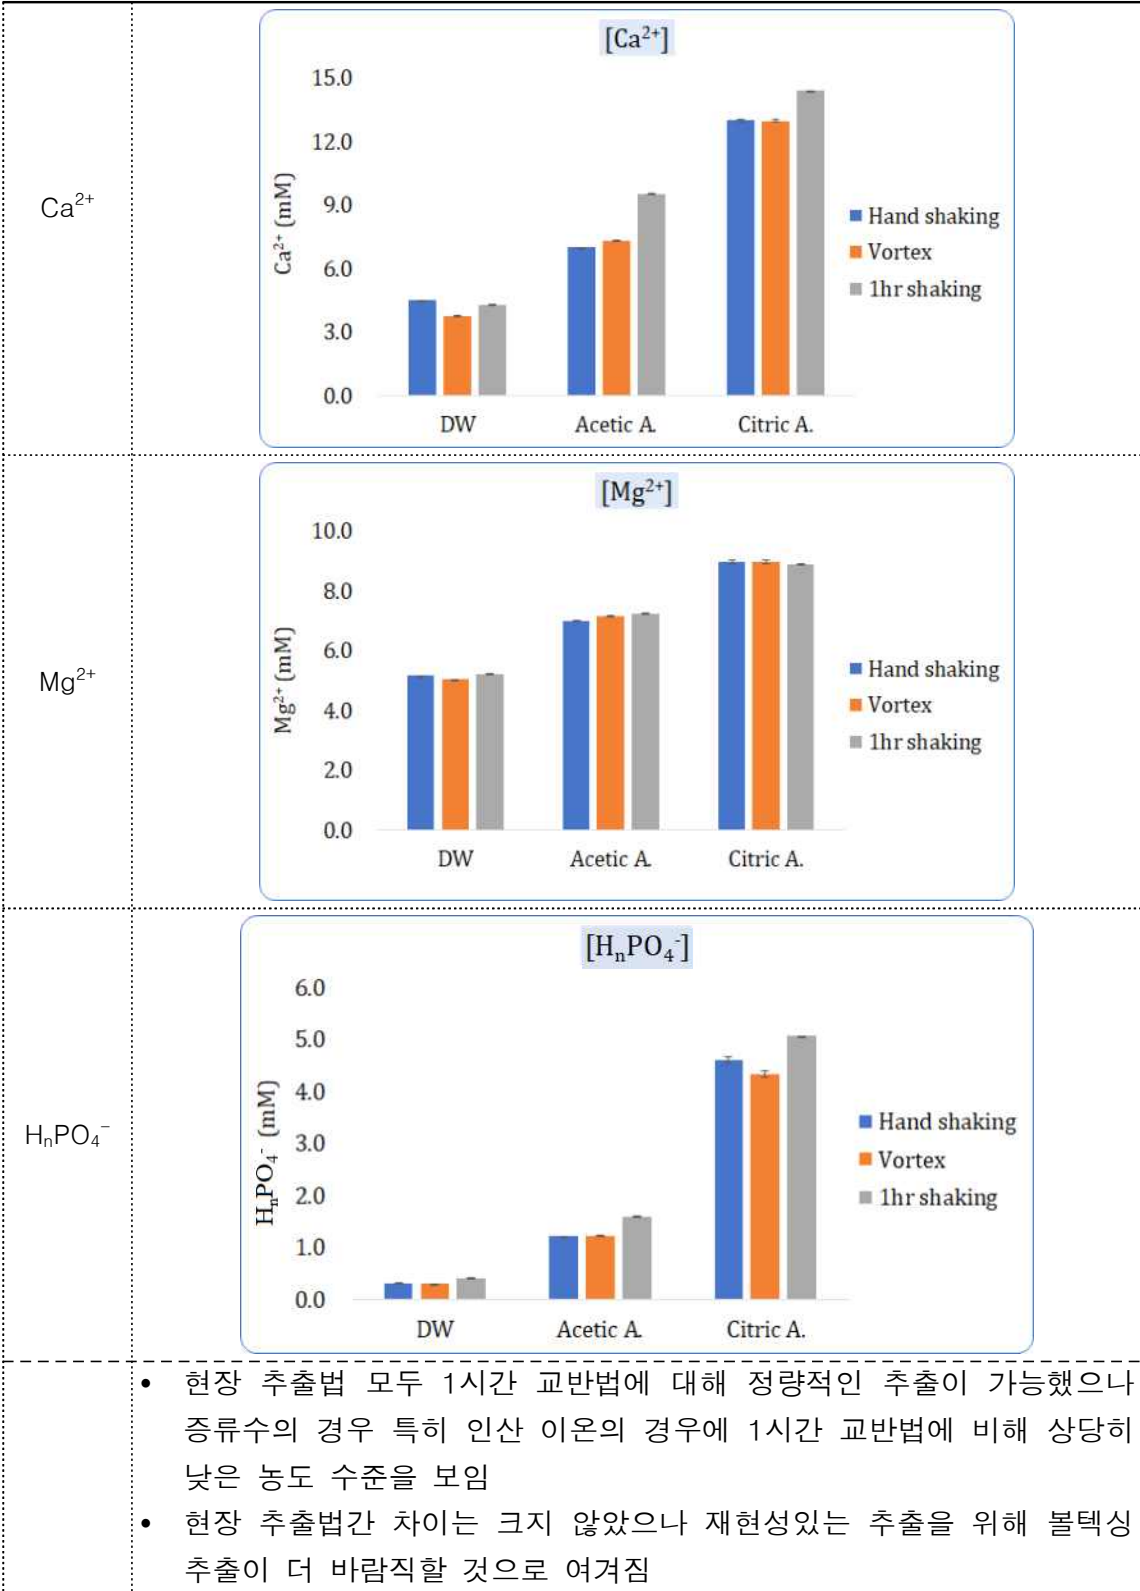 Ca²⁺
[Ca²⁺]
15.0
12.0
9.0
6.0
3.0
0.0
Ca²⁺ (mM)
DW
Acetic A.
Citric A.
Hand shaking
Vortex
1hr shaking
Mg²⁺
[Mg²⁺]
10.0
8.0
6.0
4.0
2.0
0.0
Mg²⁺ (mM)
DW
Acetic A.
Citric A.
Hand shaking
Vortex
1hr shaking
HₙPO₄⁻
[HₙPO₄⁻]
6.0
5.0
4.0
3.0
2.0
1.0
0.0
HₙPO₄⁻ (mM)
DW
Acetic A.
Citric A.
Hand shaking
Vortex
1hr shaking
• 현장 추출법 모두 1시간 교반법에 대해 정량적인 추출이 가능했으나
증류수의 경우 특히 인산 이온의 경우에 1시간 교반법에 비해 상당히
낮은 농도 수준을 보임
• 현장 추출법간 차이는 크지 않았으나 재현성있는 추출을 위해 볼텍싱
추출이 더 바람직할 것으로 여겨짐